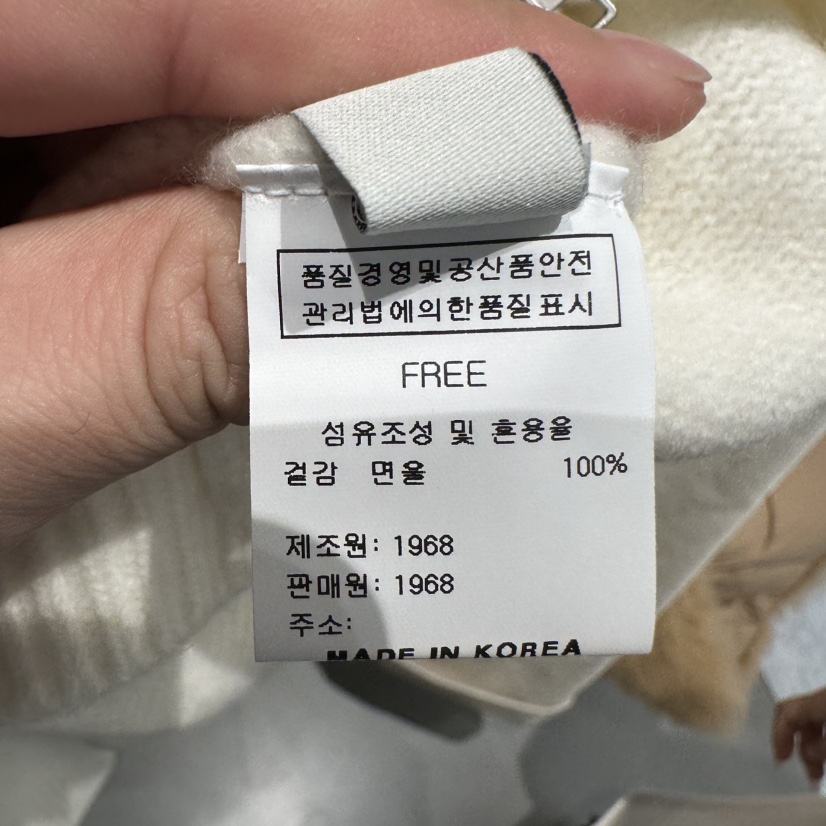 품질경영및공산품안전
관리법에의한품질표시
FREE
섬유조성 및 혼용율
겉감 면울 100%
제조원: 1968
판매원: 1968
주소:
MADE IN KOREA